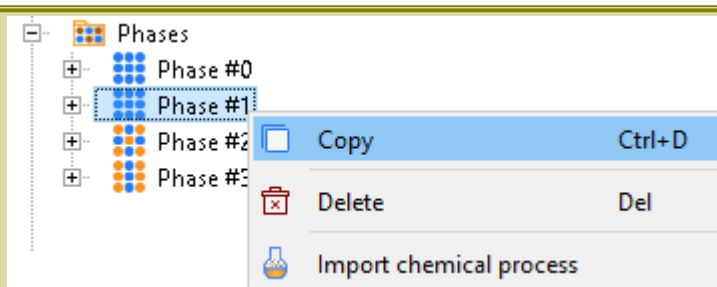 Phases
Phase #0
Phase #1
Phase #2
Phase #3
Copy Ctrl+D
Delete Del
Import chemical process